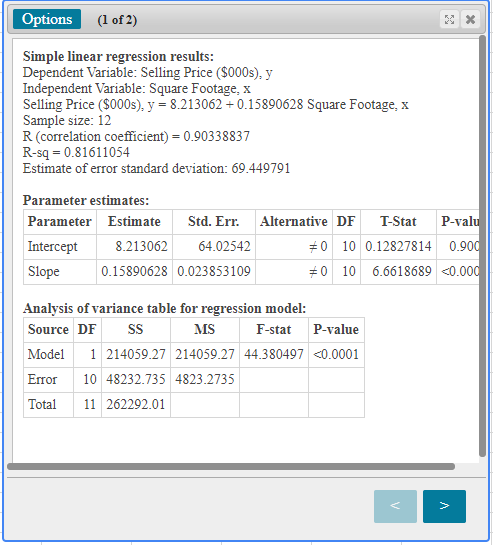 Options (1 of 2)
Simple linear regression results:
Dependent Variable: Selling Price ($000s), y
Independent Variable: Square Footage, x
Selling Price ($000s), y = 8.213062 + 0.15890628 Square Footage, x
Sample size: 12
R (correlation coefficient) = 0.90338837
R-sq = 0.81611054
Estimate of error standard deviation: 69.449791
Parameter estimates:
Parameter Estimate Std. Err. Alternative DF T-Stat P-valu
Intercept 8.213062 64.02542 ≠ 0 10 0.12827814 0.900
Slope 0.15890628 0.023853109 ≠ 0 10 6.6618689 <0.000
Analysis of variance table for regression model:
Source DF SS MS F-stat P-value
Model 1 214059.27 214059.27 44.380497 <0.0001
Error 10 48232.735 4823.2735
Total 11 262292.01
< >